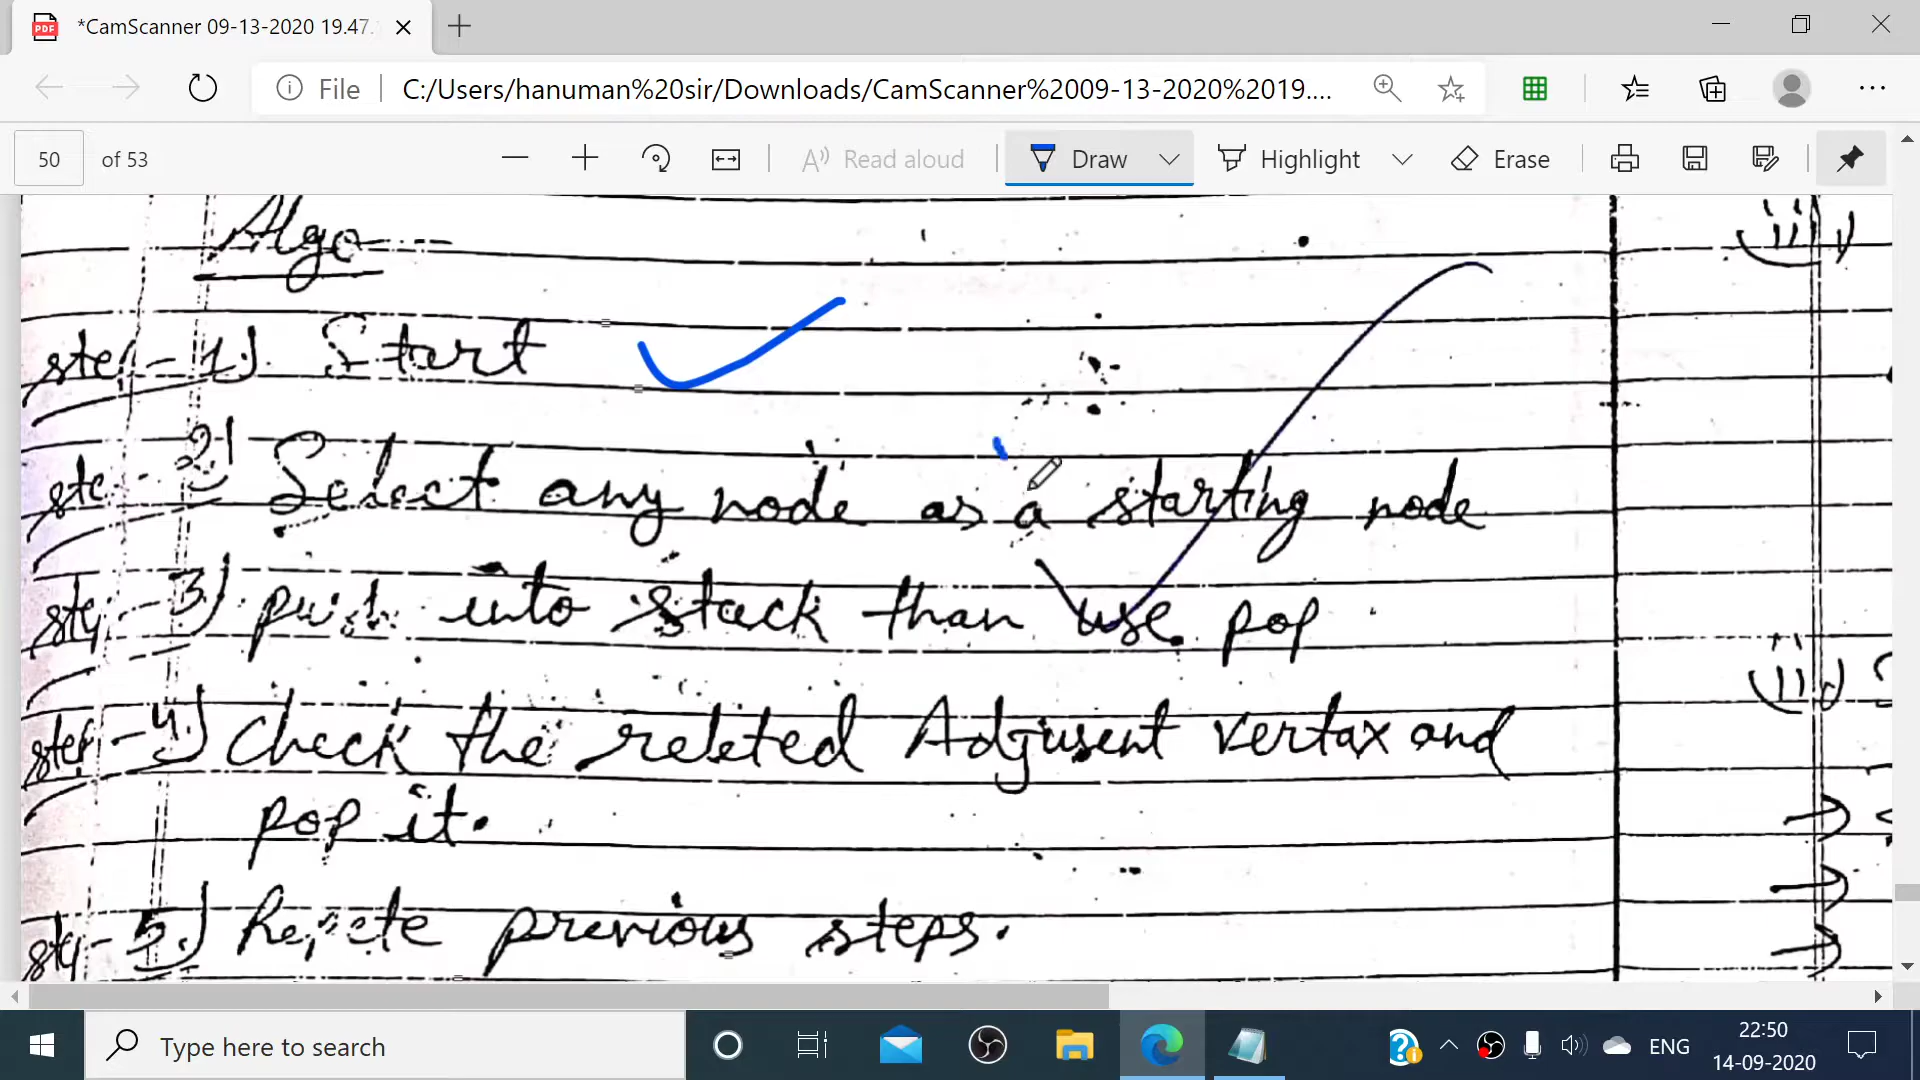 *CamScanner 09-13-2020 19.47.
File
C:/Users/hanuman%20sir/Downloads/CamScanner%2009-13-2020%2019....
50 of 53
Read aloud
Draw
Highlight
Erase
Algo
step-1) Start
step-2) Select any node as a starting node
step-3) push into stack than use pop
step-4) Check the releted Adjusent vertax and
pop it.
step-5) Repete previous steps.
iii)
ii)
Type here to search
ENG
22:50
14-09-2020